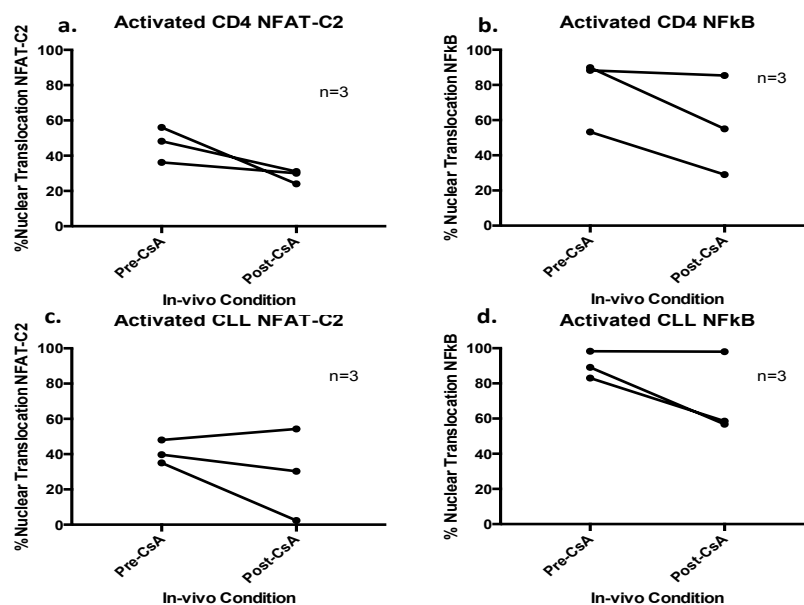 a.
Activated CD4 NFAT-C2
%Nuclear Translocation NFAT-C2
100
80
60
40
20
0
n=3
Pre-CsA
Post-CsA
In-vivo Condition
b.
Activated CD4 NFkB
% Nuclear Translocation NFkB
100
80
60
40
20
0
n=3
Pre-CsA
Post-CsA
In-vivo Condition
c.
Activated CLL NFAT-C2
%Nuclear Translocation NFAT-C2
100
80
60
40
20
0
n=3
Pre-CsA
Post-CsA
In-vivo Condition
d.
Activated CLL NFkB
% Nuclear Translocation NFkB
100
80
60
40
20
0
n=3
Pre-CsA
Post-CsA
In-vivo Condition